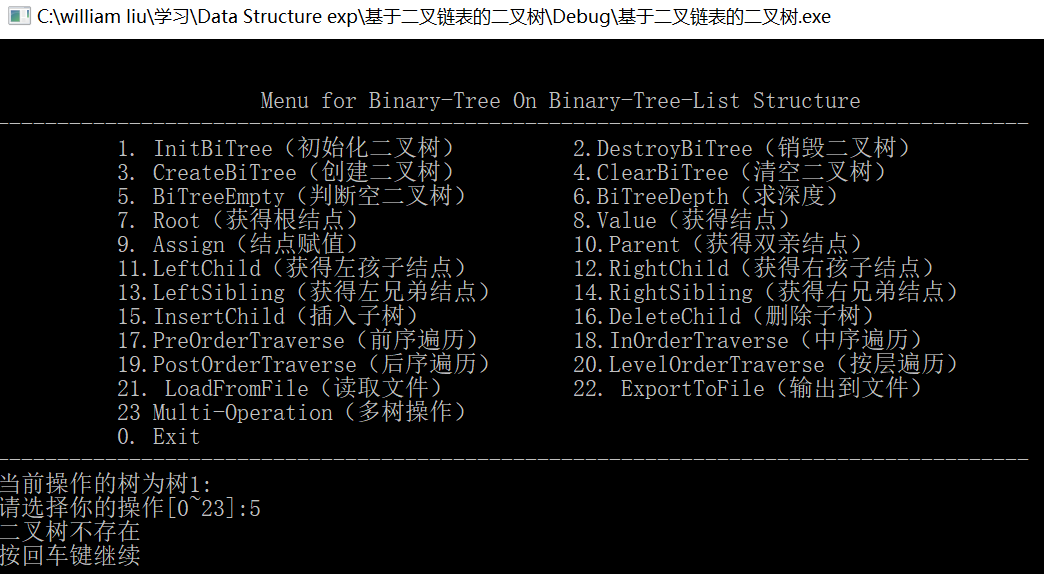 C:\william liu\学习\Data Structure exp\基于二叉链表的二叉树\Debug\基于二叉链表的二叉树.exe
Menu for Binary-Tree On Binary-Tree-List Structure
1. InitBiTree（初始化二叉树） 2.DestroyBiTree（销毁二叉树）
3. CreateBiTree（创建二叉树） 4.ClearBiTree（清空二叉树）
5. BiTreeEmpty（判断空二叉树） 6.BiTreeDepth（求深度）
7. Root（获得根结点） 8.Value（获得结点）
9. Assign（结点赋值） 10.Parent（获得双亲结点）
11.LeftChild（获得左孩子结点） 12.RightChild（获得右孩子结点）
13.LeftSibling（获得左兄弟结点） 14.RightSibling（获得右兄弟结点）
15.InsertChild（插入子树） 16.DeleteChild（删除子树）
17.PreOrderTraverse（前序遍历） 18.InOrderTraverse（中序遍历）
19.PostOrderTraverse（后序遍历） 20.LevelOrderTraverse（按层遍历）
21. LoadFromFile（读取文件） 22. ExportToFile（输出到文件）
23 Multi-Operation（多树操作）
0. Exit
当前操作的树为树1:
请选择你的操作[0~23]:5
二叉树不存在
按回车键继续